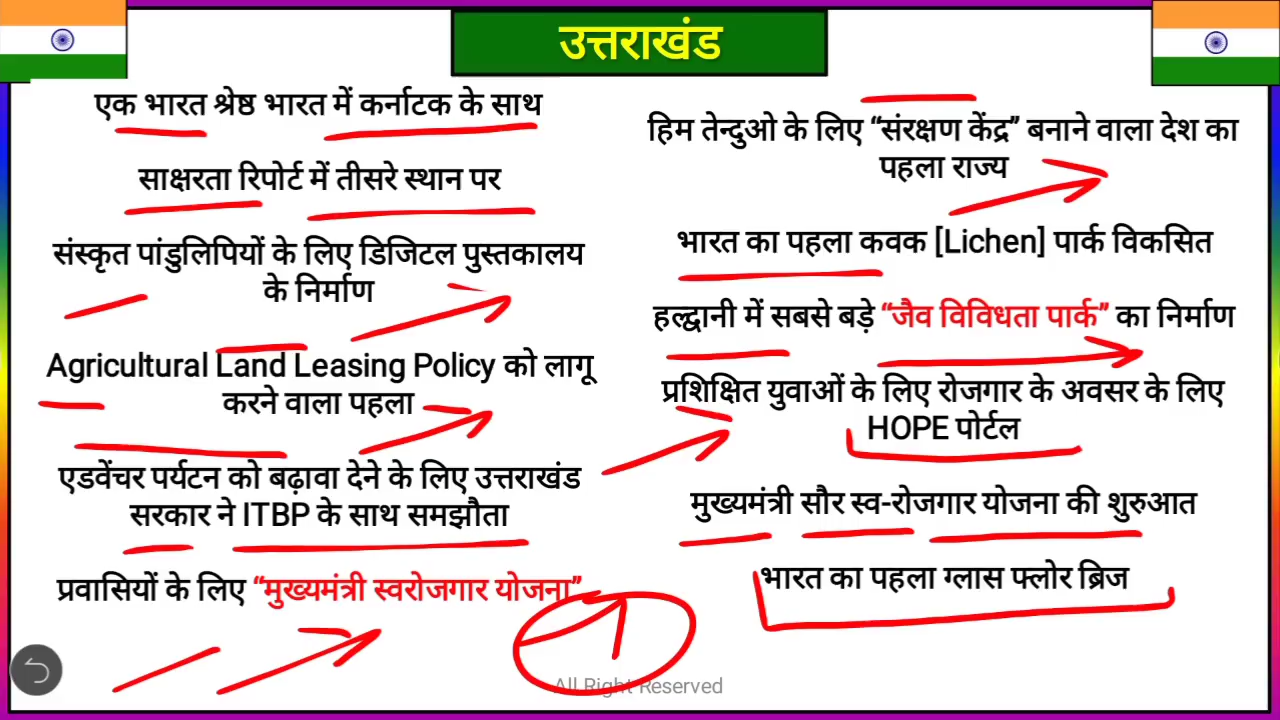 उत्तराखंड
एक भारत श्रेष्ठ भारत में कर्नाटक के साथ
साक्षरता रिपोर्ट में तीसरे स्थान पर
संस्कृत पांडुलिपियों के लिए डिजिटल पुस्तकालय
के निर्माण
Agricultural Land Leasing Policy को लागू
करने वाला पहला
एडवेंचर पर्यटन को बढ़ावा देने के लिए उत्तराखंड
सरकार ने ITBP के साथ समझौता
प्रवासियों के लिए “मुख्यमंत्री स्वरोजगार योजना”
हिम तेन्दुओ के लिए “संरक्षण केंद्र” बनाने वाला देश का
पहला राज्य
भारत का पहला कवक [Lichen] पार्क विकसित
हल्द्वानी में सबसे बड़े “जैव विविधता पार्क” का निर्माण
प्रशिक्षित युवाओं के लिए रोजगार के अवसर के लिए
HOPE पोर्टल
मुख्यमंत्री सौर स्व-रोजगार योजना की शुरुआत
भारत का पहला ग्लास फ्लोर ब्रिज
All Right Reserved